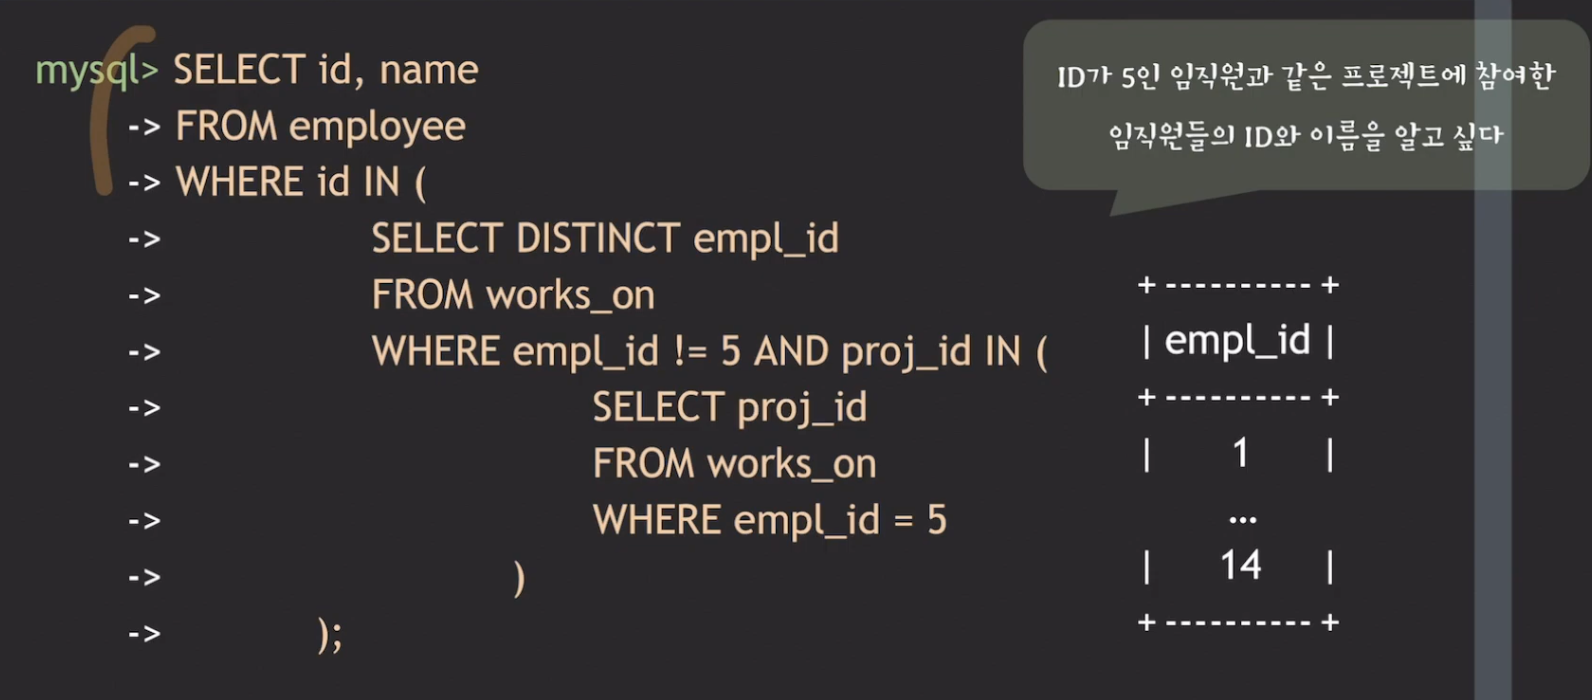 mysql> SELECT id, name
-> FROM employee
-> WHERE id IN (
-> SELECT DISTINCT empl_id
-> FROM works_on
-> WHERE empl_id != 5 AND proj_id IN (
-> SELECT proj_id
-> FROM works_on
-> WHERE empl_id = 5
-> )
-> );
ID가 5인 임직원과 같은 프로젝트에 참여한
임직원들의 ID와 이름을 알고 싶다
+ ---------- +
| empl_id |
+ ---------- +
| 1 |
...
| 14 |
+ ---------- +